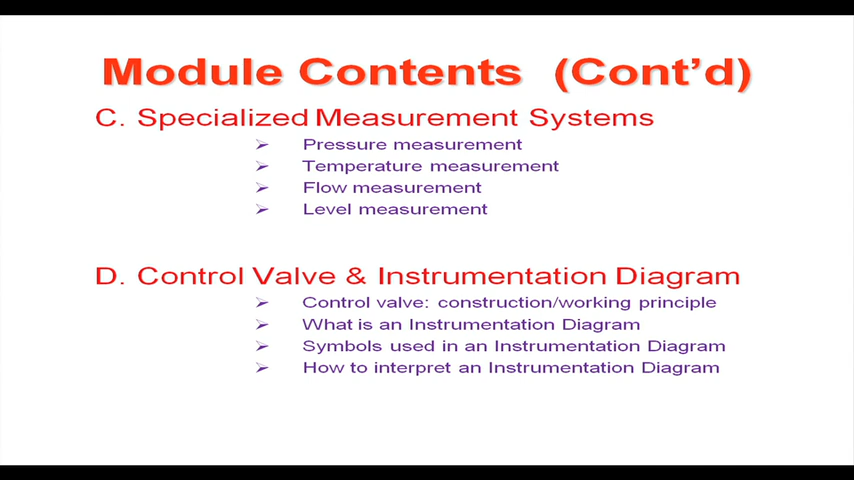 Module Contents (Cont'd)
C. Specialized Measurement Systems
➢ Pressure measurement
➢ Temperature measurement
➢ Flow measurement
➢ Level measurement
D. Control Valve & Instrumentation Diagram
➢ Control valve: construction/working principle
➢ What is an Instrumentation Diagram
➢ Symbols used in an Instrumentation Diagram
➢ How to interpret an Instrumentation Diagram